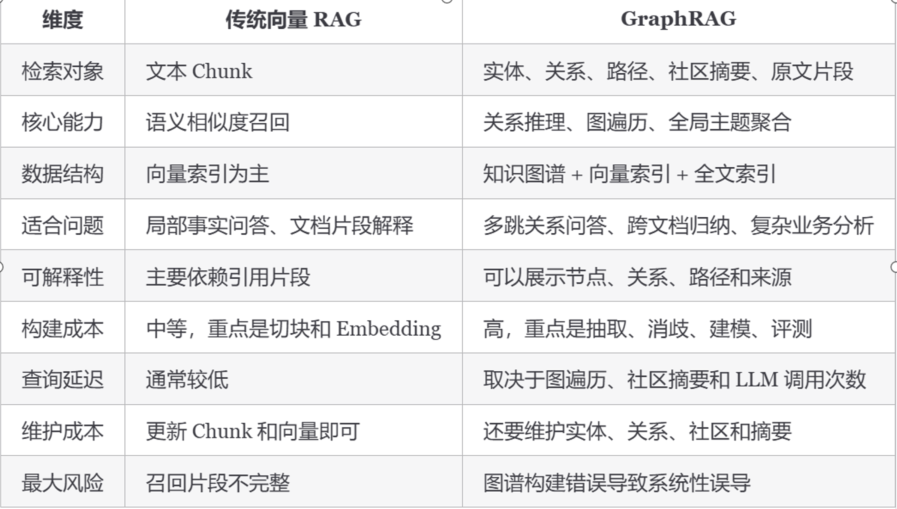 维度 传统向量 RAG GraphRAG
检索对象 文本 Chunk 实体、关系、路径、社区摘要、原文片段
核心能力 语义相似度召回 关系推理、图遍历、全局主题聚合
数据结构 向量索引为主 知识图谱 + 向量索引 + 全文索引
适合问题 局部事实问答、文档片段解释 多跳关系问答、跨文档归纳、复杂业务分析
可解释性 主要依赖引用片段 可以展示节点、关系、路径和来源
构建成本 中等，重点是切块和 Embedding 高，重点是抽取、消歧、建模、评测
查询延迟 通常较低 取决于图遍历、社区摘要和 LLM 调用次数
维护成本 更新 Chunk 和向量即可 还要维护实体、关系、社区和摘要
最大风险 召回片段不完整 图谱构建错误导致系统性误导